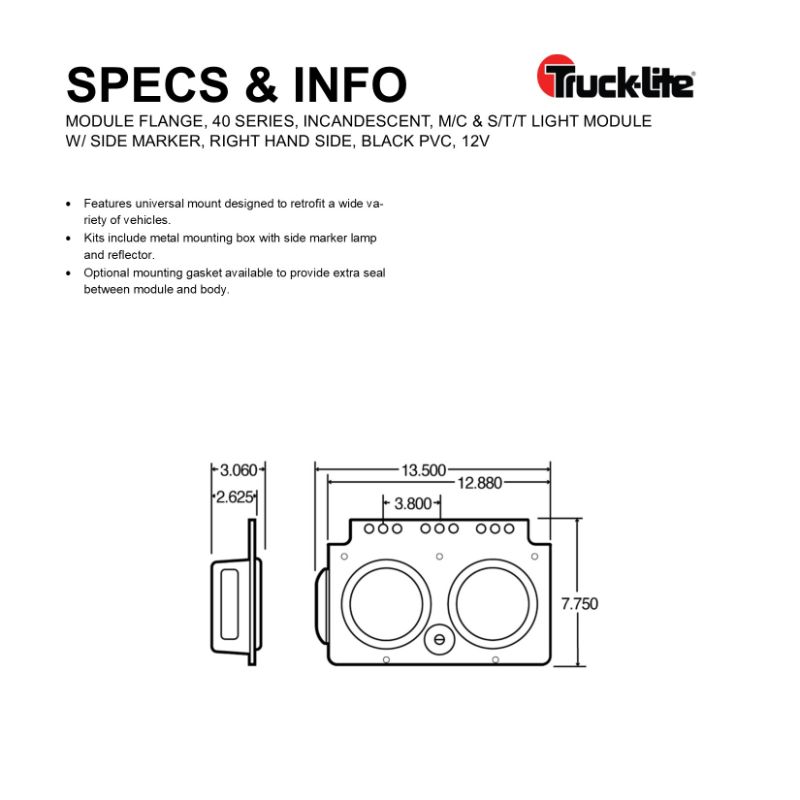 SPECS & INFO
Truck-Lite®
MODULE FLANGE, 40 SERIES, INCANDESCENT, M/C & S/T/T LIGHT MODULE
W/ SIDE MARKER, RIGHT HAND SIDE, BLACK PVC, 12V
• Features universal mount designed to retrofit a wide va-
riety of vehicles.
• Kits include metal mounting box with side marker lamp
and reflector.
• Optional mounting gasket available to provide extra seal
between module and body.
3.060
13.500
2.625
12.880
3.800
7.750